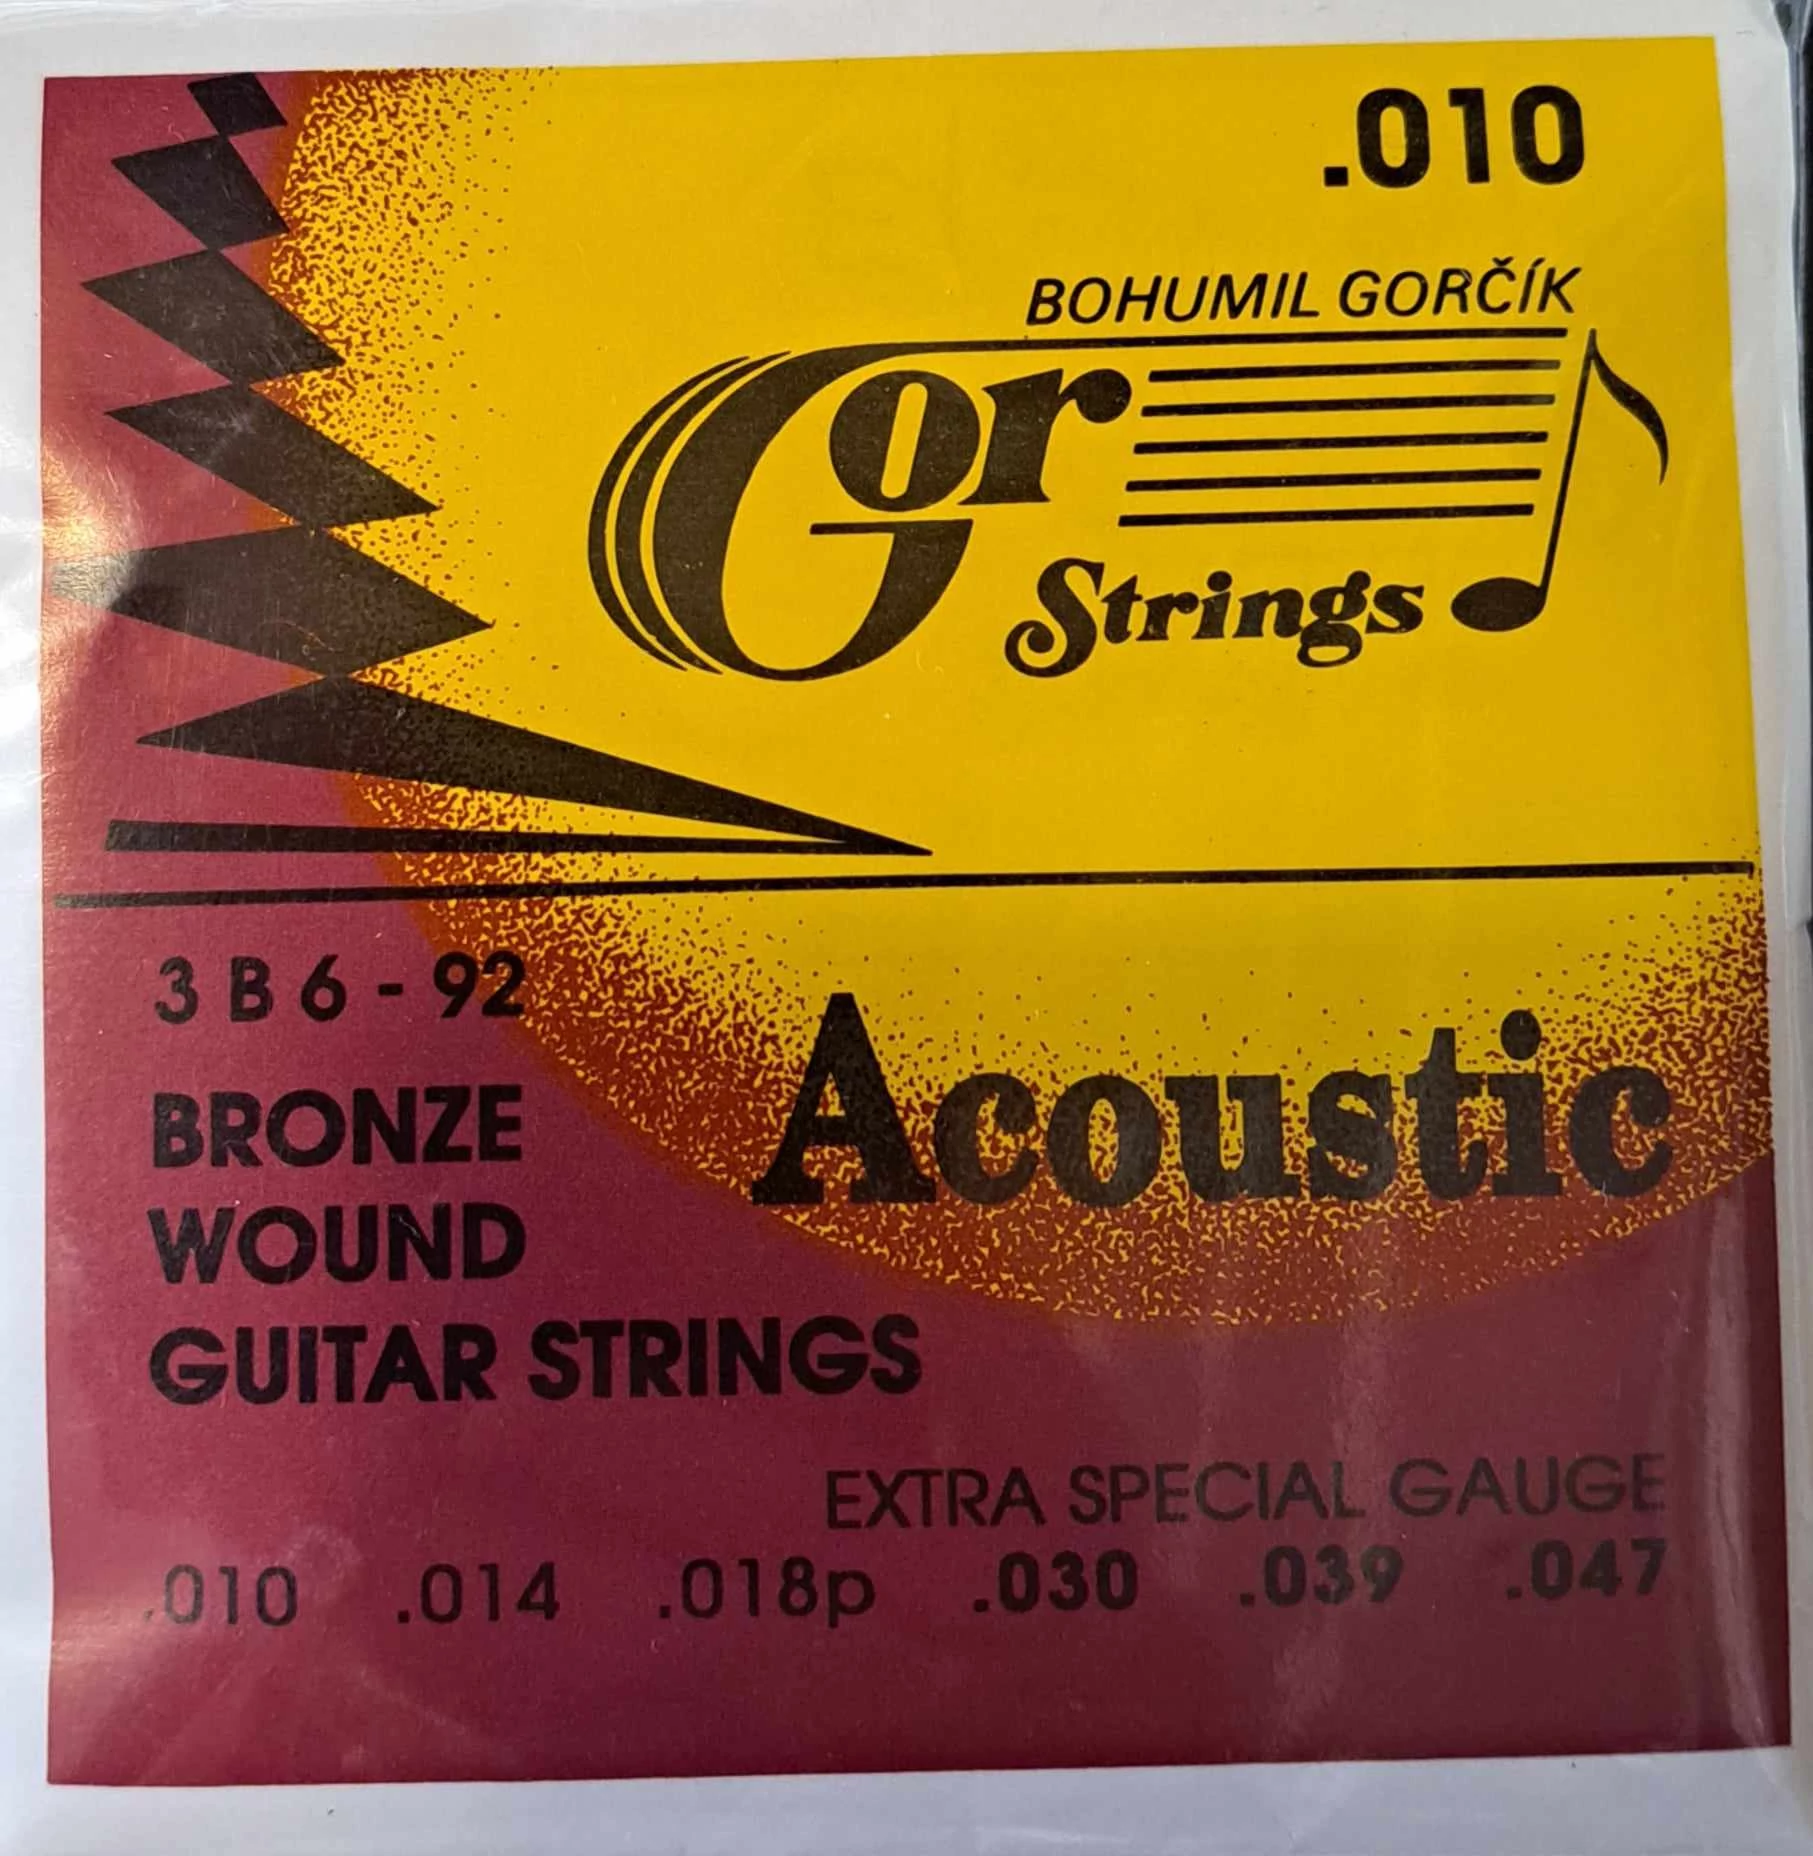 .010
BOHUMIL GORČÍK
Gor
Strings
3 B 6 - 92
Acoustic
BRONZE
WOUND
GUITAR STRINGS
EXTRA SPECIAL GAUGE
.010 .014 .018p .030 .039 .047